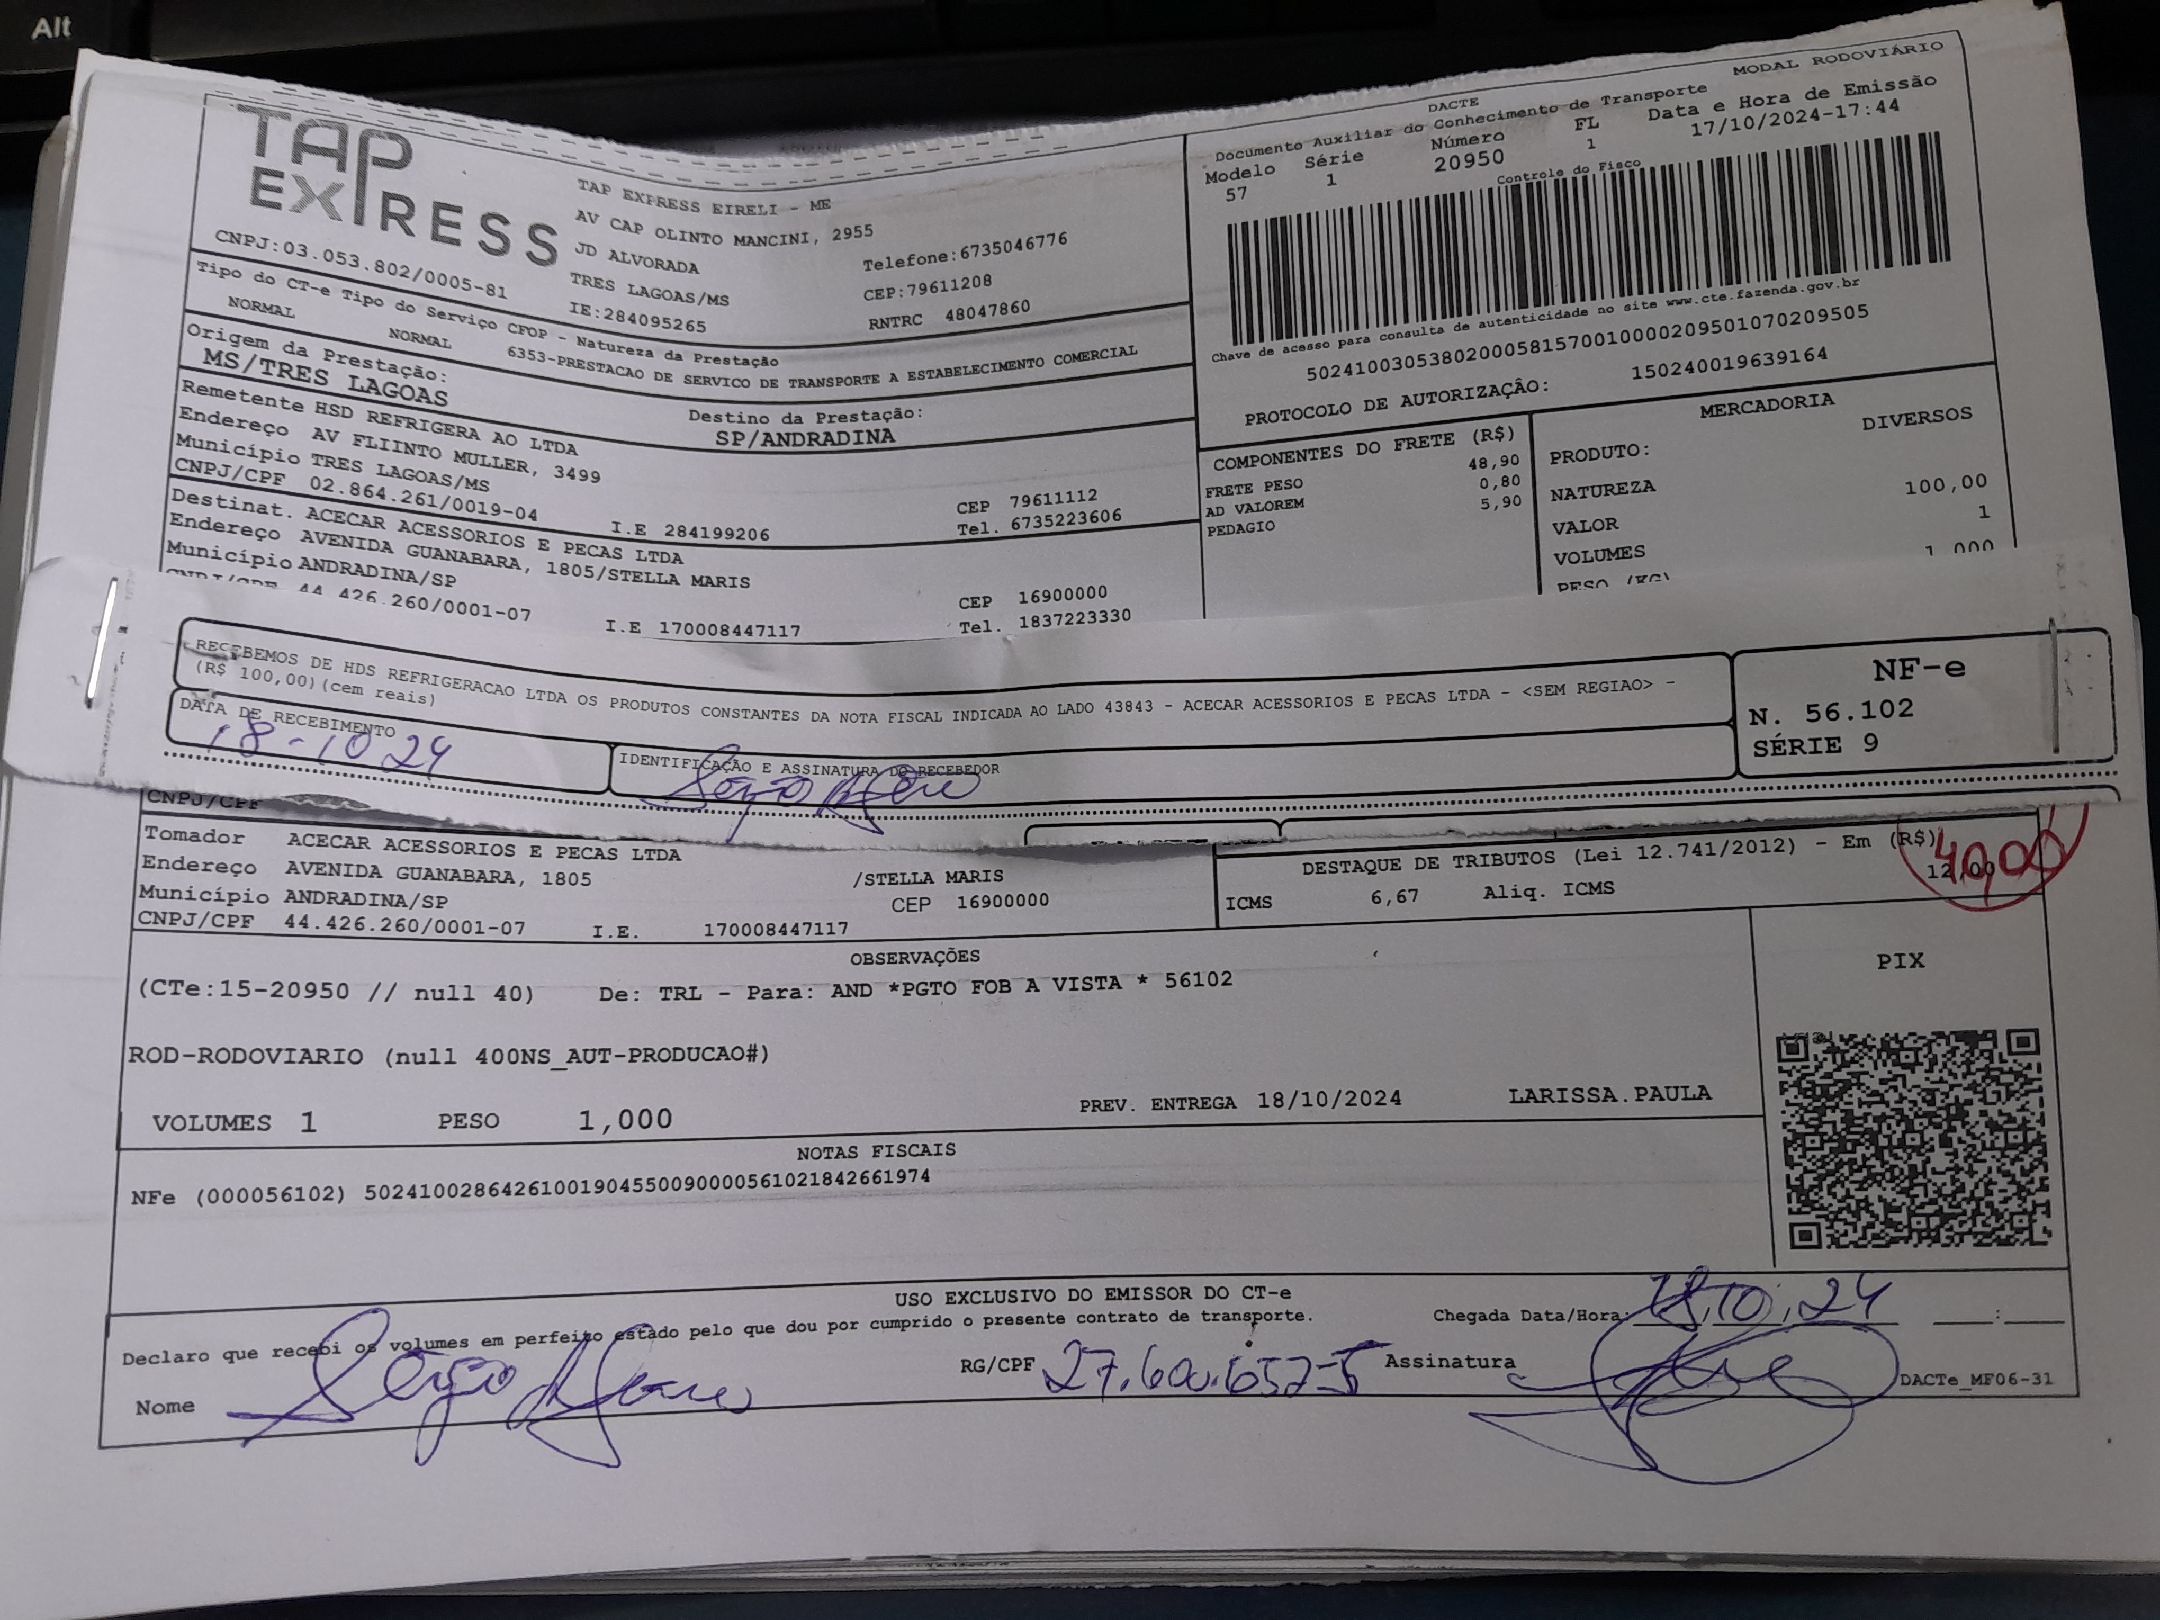 Alt
TAP
EXPRESS
TAP EXPRESS EIRELI - ME
AV CAP OLINTO MANCINI, 2955
JD ALVORADA
TRES LAGOAS/MS
IE:284095265
Telefone:6735046776
CEP:79611208
RNTRC 48047860
CNPJ:03.053.802/0005-81
Tipo do CT-e Tipo do Serviço CFOP - Natureza da Prestação
NORMAL NORMAL 6353-PRESTACAO DE SERVICO DE TRANSPORTE A ESTABELECIMENTO COMERCIAL
Origem da Prestação:
MS/TRES LAGOAS
Destino da Prestação:
SP/ANDRADINA
Remetente HSD REFRIGERA AO LTDA
Endereço AV FLIINTO MULLER, 3499
Município TRES LAGOAS/MS CEP 79611112
CNPJ/CPF 02.864.261/0019-04 I.E 284199206 Tel. 6735223606
Destinat. ACECAR ACESSORIOS E PECAS LTDA
Endereço AVENIDA GUANABARA, 1805/STELLA MARIS
Município ANDRADINA/SP CEP 16900000
CNPJ/CPF 44.426.260/0001-07 I.E 170008447117 Tel. 1837223330
DACTE MODAL RODOVIÁRIO
Documento Auxiliar do Conhecimento de Transporte
Modelo Série Número FL Data e Hora de Emissão
57 1 20950 1 17/10/2024-17:44
Controle do Fisco
Chave de acesso para consulta de autenticidade no site www.cte.fazenda.gov.br
50241003053802000581570010000209501070209505
PROTOCOLO DE AUTORIZAÇÃO: 150240019639164
COMPONENTES DO FRETE (R$)
FRETE PESO 48,90
AD VALOREM 0,80
PEDAGIO 5,90
MERCADORIA
PRODUTO: DIVERSOS
NATUREZA
VALOR 100,00
VOLUMES 1
PESO (KG) 1,000
RECEBEMOS DE HDS REFRIGERACAO LTDA OS PRODUTOS CONSTANTES DA NOTA FISCAL INDICADA AO LADO 43843 - ACECAR ACESSORIOS E PECAS LTDA - <SEM REGIAO> -
(R$ 100,00)(cem reais)
DATA DE RECEBIMENTO
18-10 24
IDENTIFICAÇÃO E ASSINATURA DO RECEBEDOR
NF-e
N. 56.102
SÉRIE 9
CNPJ/CPF
Tomador ACECAR ACESSORIOS E PECAS LTDA
Endereço AVENIDA GUANABARA, 1805 /STELLA MARIS
Município ANDRADINA/SP CEP 16900000
CNPJ/CPF 44.426.260/0001-07 I.E. 170008447117
DESTAQUE DE TRIBUTOS (Lei 12.741/2012) - Em (R$)
ICMS 6,67 Aliq. ICMS 12,00
OBSERVAÇÕES
(CTe:15-20950 // null 40) De: TRL - Para: AND *PGTO FOB A VISTA * 56102
ROD-RODOVIARIO (null 400NS_AUT-PRODUCAO#)
VOLUMES 1 PESO 1,000 PREV. ENTREGA 18/10/2024 LARISSA.PAULA
PIX
NOTAS FISCAIS
NFe (000056102) 50241002864261001904550090000561021842661974
USO EXCLUSIVO DO EMISSOR DO CT-e
Declaro que recebi os volumes em perfeito estado pelo que dou por cumprido o presente contrato de transporte.
Chegada Data/Hora: 18,10,24 :
Nome RG/CPF 27.600.657-5 Assinatura
DACTe_MF06-31